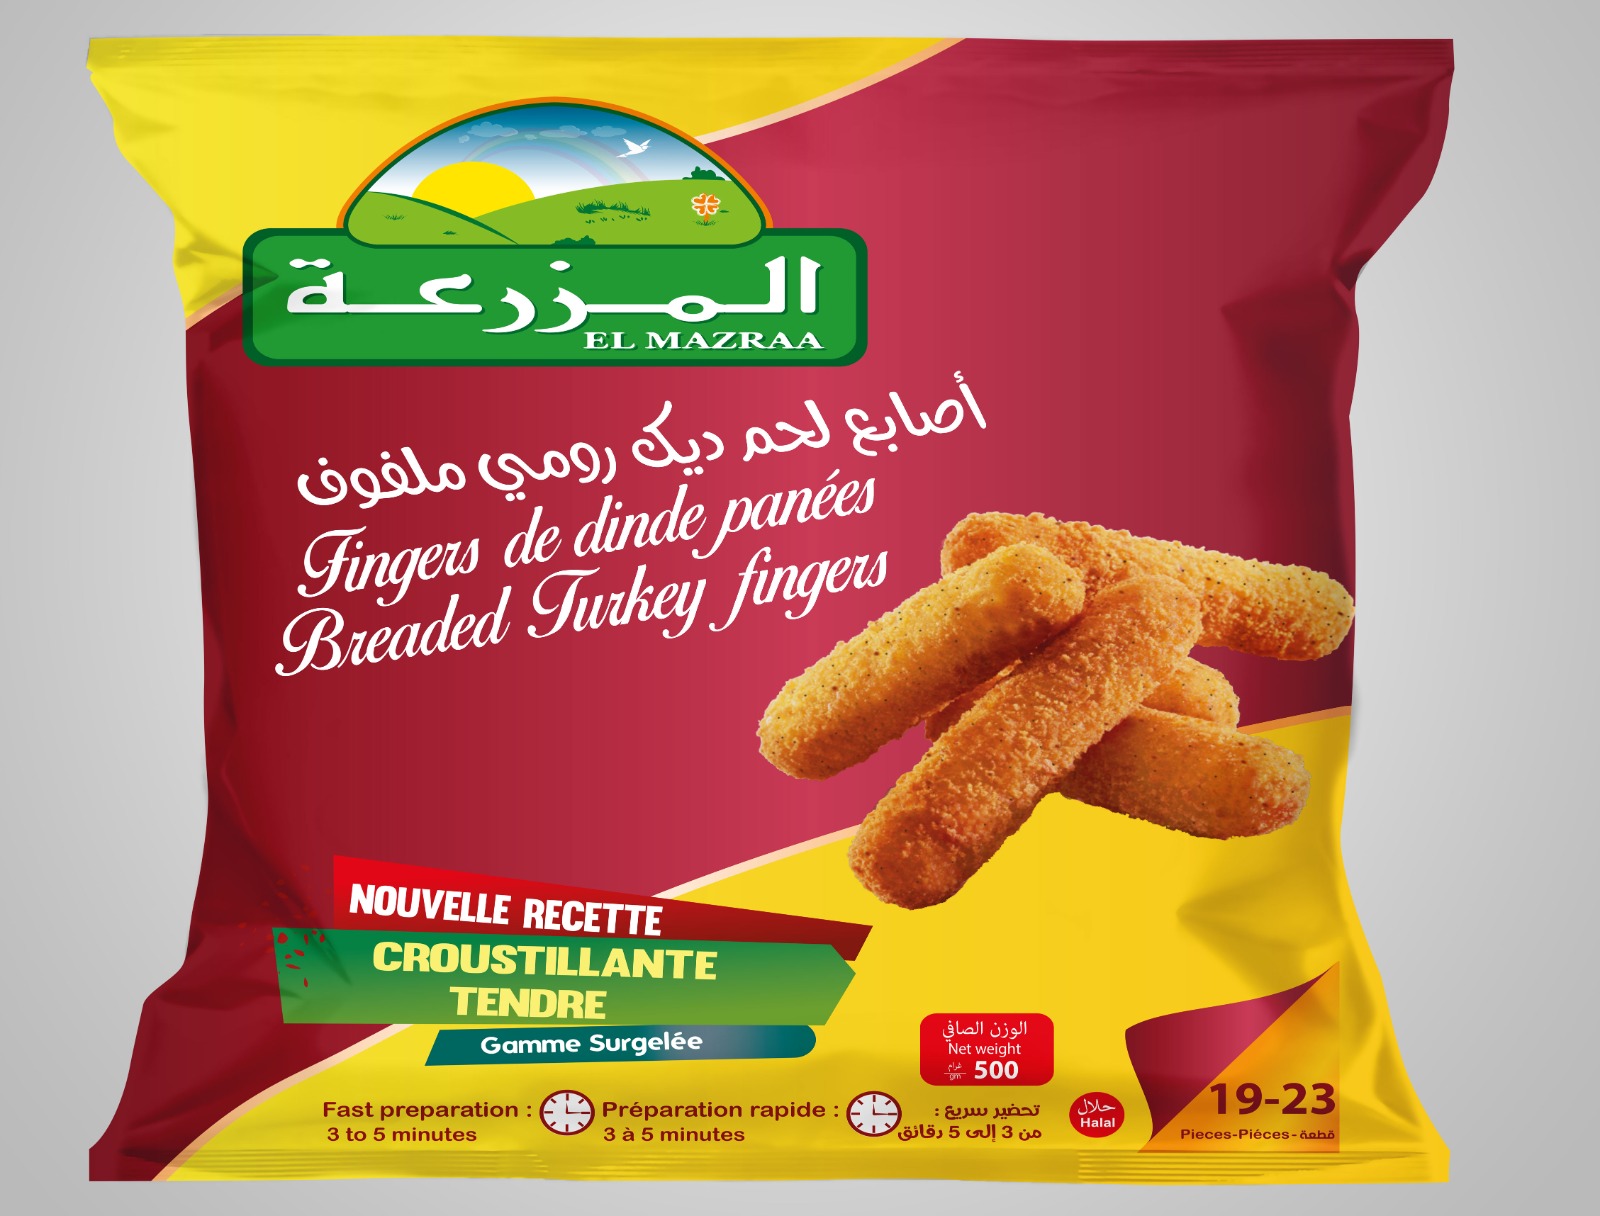 المزرعة
EL MAZRAA
أصابع لحم ديك رومي ملفوف
Fingers de dinde panées
Breaded Turkey fingers
NOUVELLE RECETTE
CROUSTILLANTE
TENDRE
Gamme Surgelée
الوزن الصافي
Net weight
غرام
gm 500
Fast preparation :
3 to 5 minutes
Préparation rapide :
3 à 5 minutes
تحضير سريع :
من 3 إلى 5 دقائق
حلال
Halal
19-23
Pieces-Piéces-قطعة